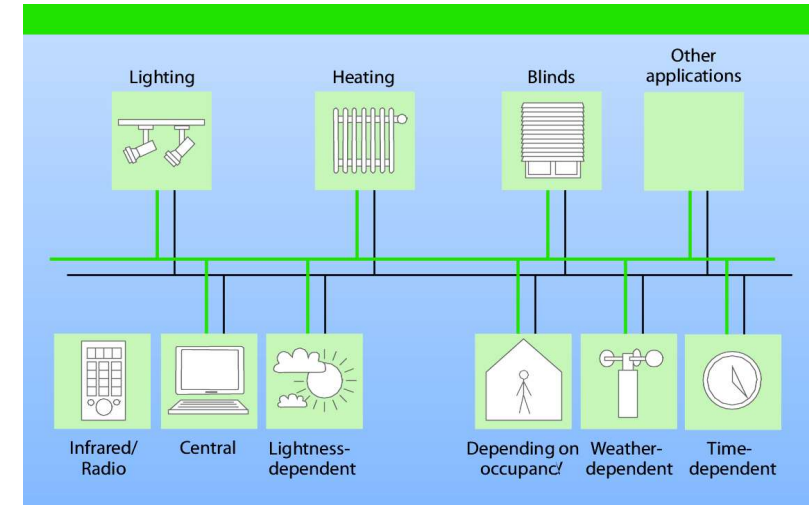 Lighting
Heating
Blinds
Other
applications
Infrared/
Radio
Central
Lightness-
dependent
Depending on
occupanc/
Weather-
dependent
Time-
dependent